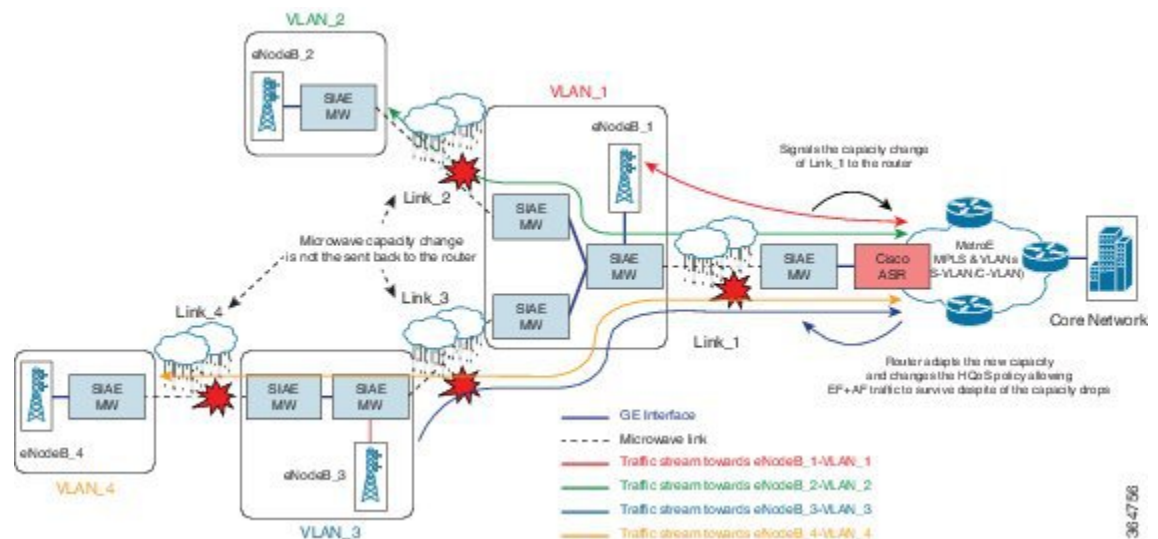 VLAN_2
eNodeB_2
SIAE
MW
VLAN_1
eNodeB_1
Signals the capacity change
of Link_1 to the router
Link_2
SIAE
MW
Microwave capacity change
is not the sent back to the router
SIAE
MW
SIAE
MW
Cisco
ASR
MetroE
MPLS & VLANs
(S-VLAN/C-VLAN)
Core Network
Link_3
SIAE
MW
Link_1
Link_4
Router adapts the new capacity
and changes the HQoS policy allowing
EF+AF traffic to survive despite of the capacity drops
SIAE
MW
eNodeB_4
VLAN_4
SIAE
MW
SIAE
MW
eNodeB_3
VLAN_3
GE Interface
Microwave link
Traffic stream towards eNodeB_1-VLAN_1
Traffic stream towards eNodeB_2-VLAN_2
Traffic stream towards eNodeB_3-VLAN_3
Traffic stream towards eNodeB_4-VLAN_4
364756